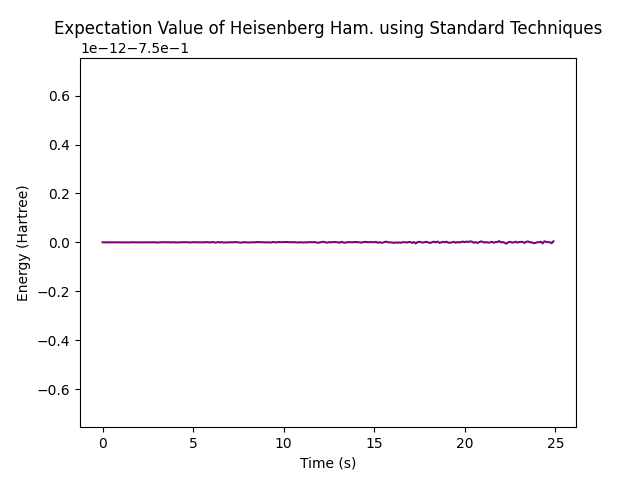 Expectation Value of Heisenberg Ham. using Standard Techniques
1e−12−7.5e−1
0.6
0.4
0.2
0.0
−0.2
−0.4
−0.6
Energy (Hartree)
0 5 10 15 20 25
Time (s)